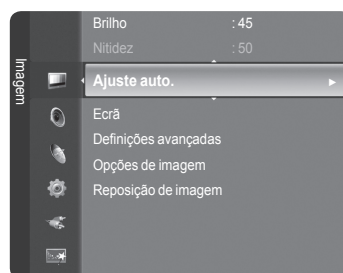 Imagem
Brilho : 45
Nitidez : 50
Ajuste auto.
Ecrã
Definições avançadas
Opções de imagem
Reposição de imagem